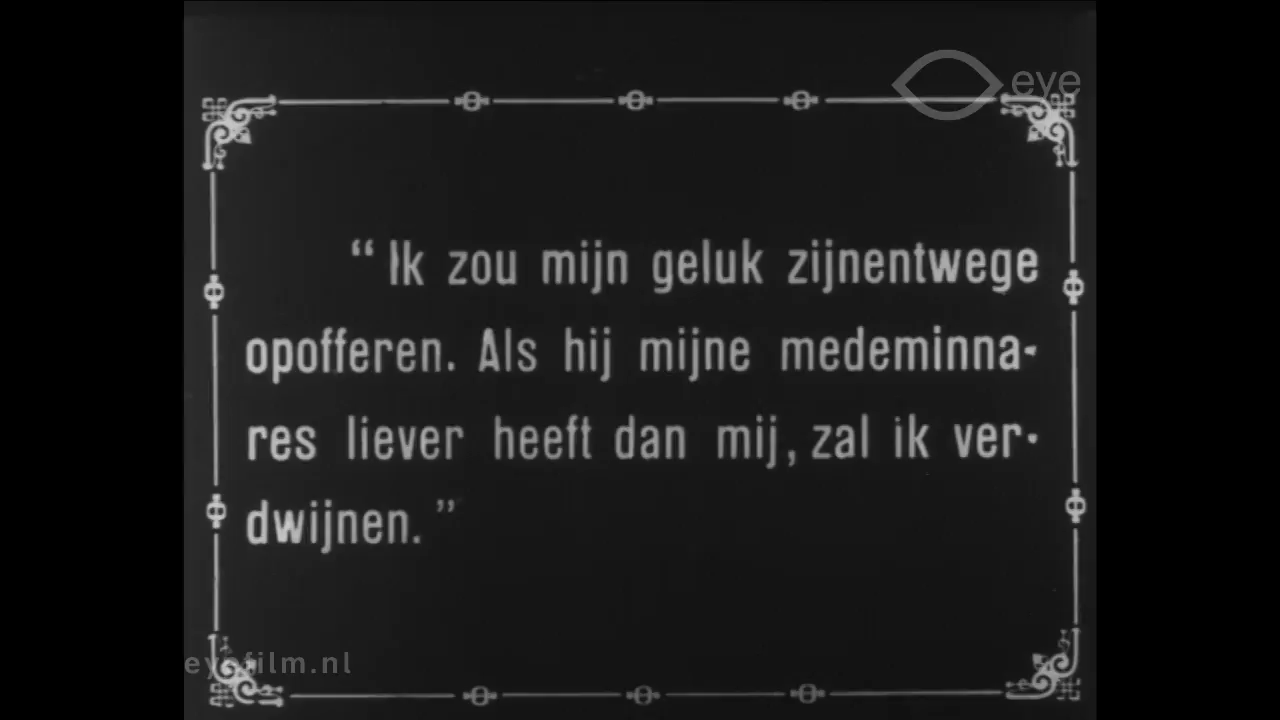 eye
“ Ik zou mijn geluk zijnentwege
opofferen. Als hij mijne medeminna-
res liever heeft dan mij, zal ik ver-
dwijnen. ”
eyefilm.nl